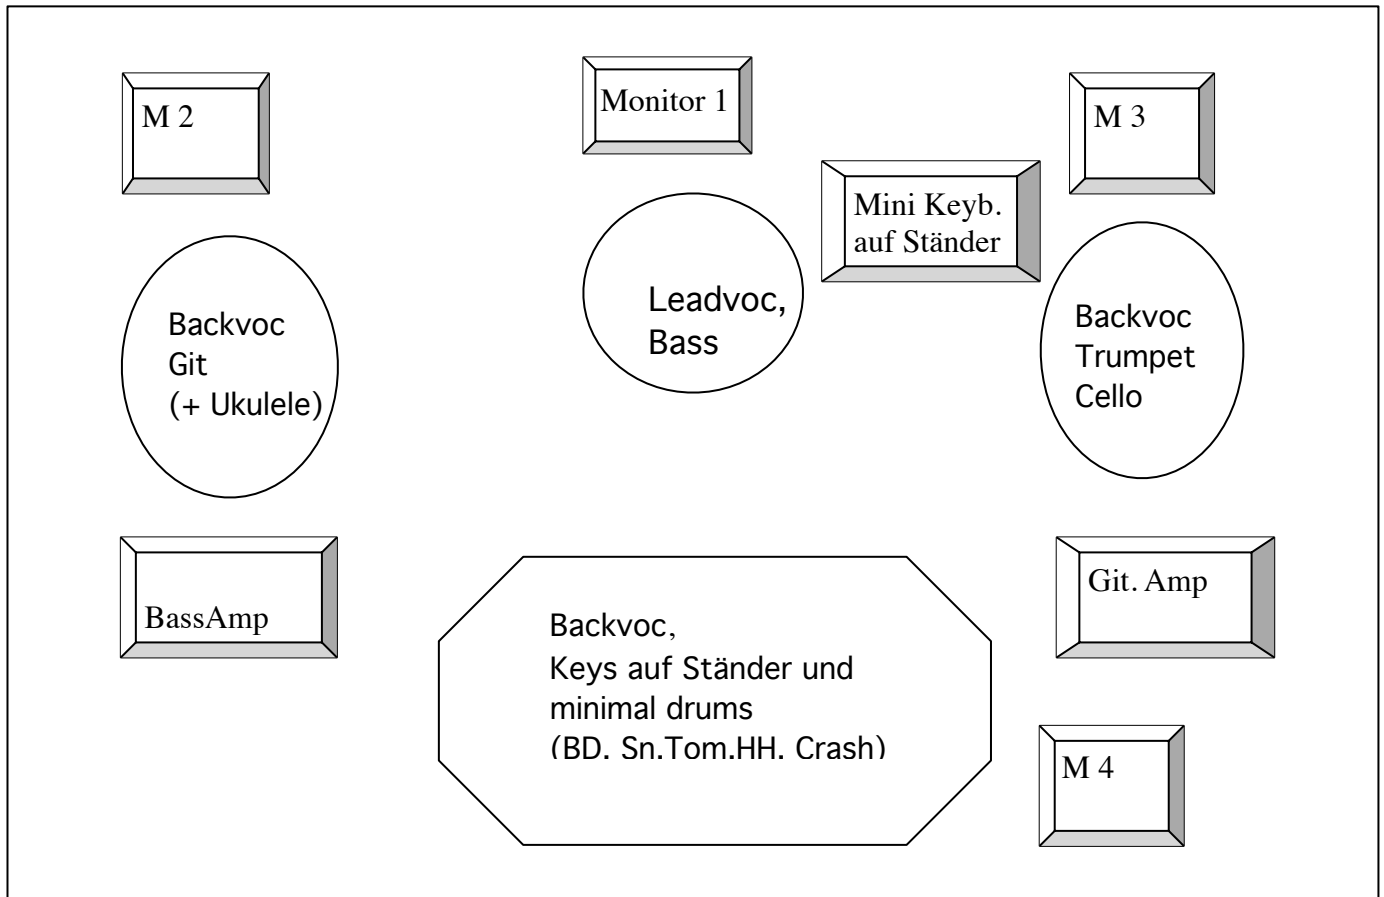 M 2
Monitor 1
M 3
Mini Keyb.
auf Ständer
Leadvoc,
Bass
Backvoc
Git
(+ Ukulele)
Backvoc
Trumpet
Cello
BassAmp
Git. Amp
Backvoc,
Keys auf Ständer und
minimal drums
(BD. Sn.Tom.HH. Crash)
M 4